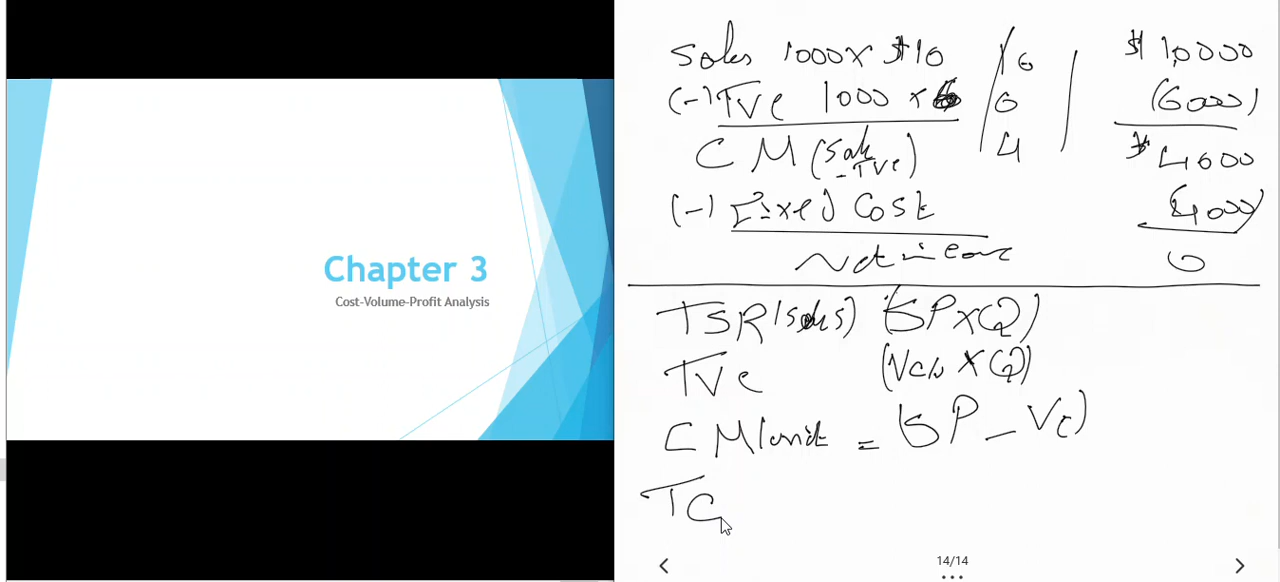 Chapter 3
Cost-Volume-Profit Analysis
Sales 1000 x $10 10 $ 10,000
(-) TVC 1000 x 6 6 (6000)
CM (Sales - TVC) 4 $ 4000
(-) Fixed Cost (4000)
Net income 0
TSR (Sales) (SP x Q)
TVC (x Q)
CM/unit = (SP - VC)
TC
14/14